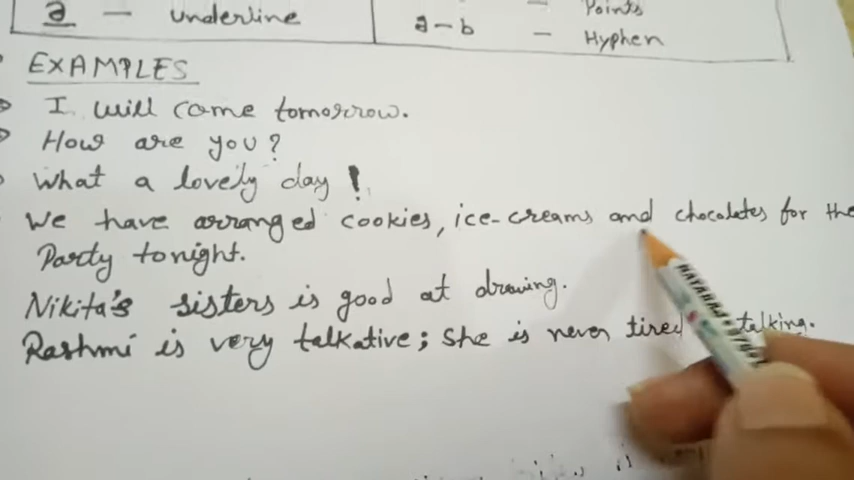 a — underline
— Points
a-b — Hyphen
EXAMPLES
I will come tomorrow.
How are you?
What a lovely day !
We have arranged cookies, ice-creams and chocolates for the
Party tonight.
Nikita's sisters is good at drawing.
Rashmi is very talkative; She is never tired talking.